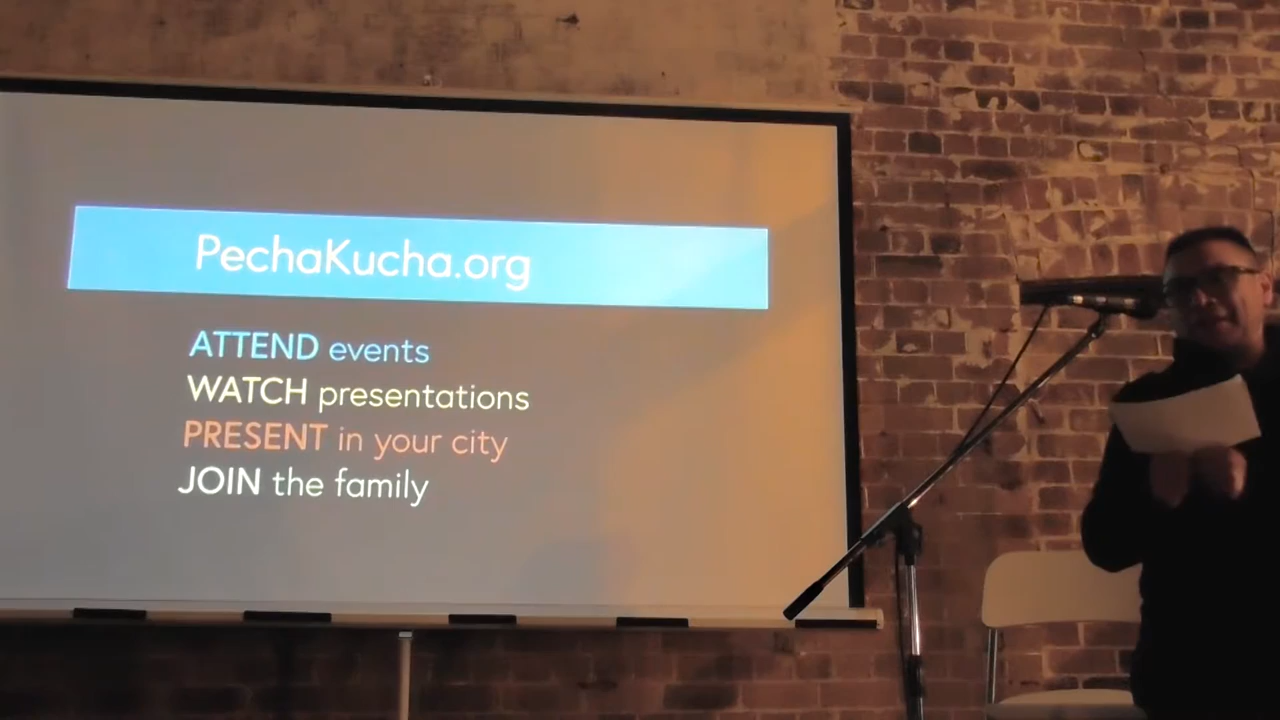 PechaKucha.org
ATTEND events
WATCH presentations
PRESENT in your city
JOIN the family